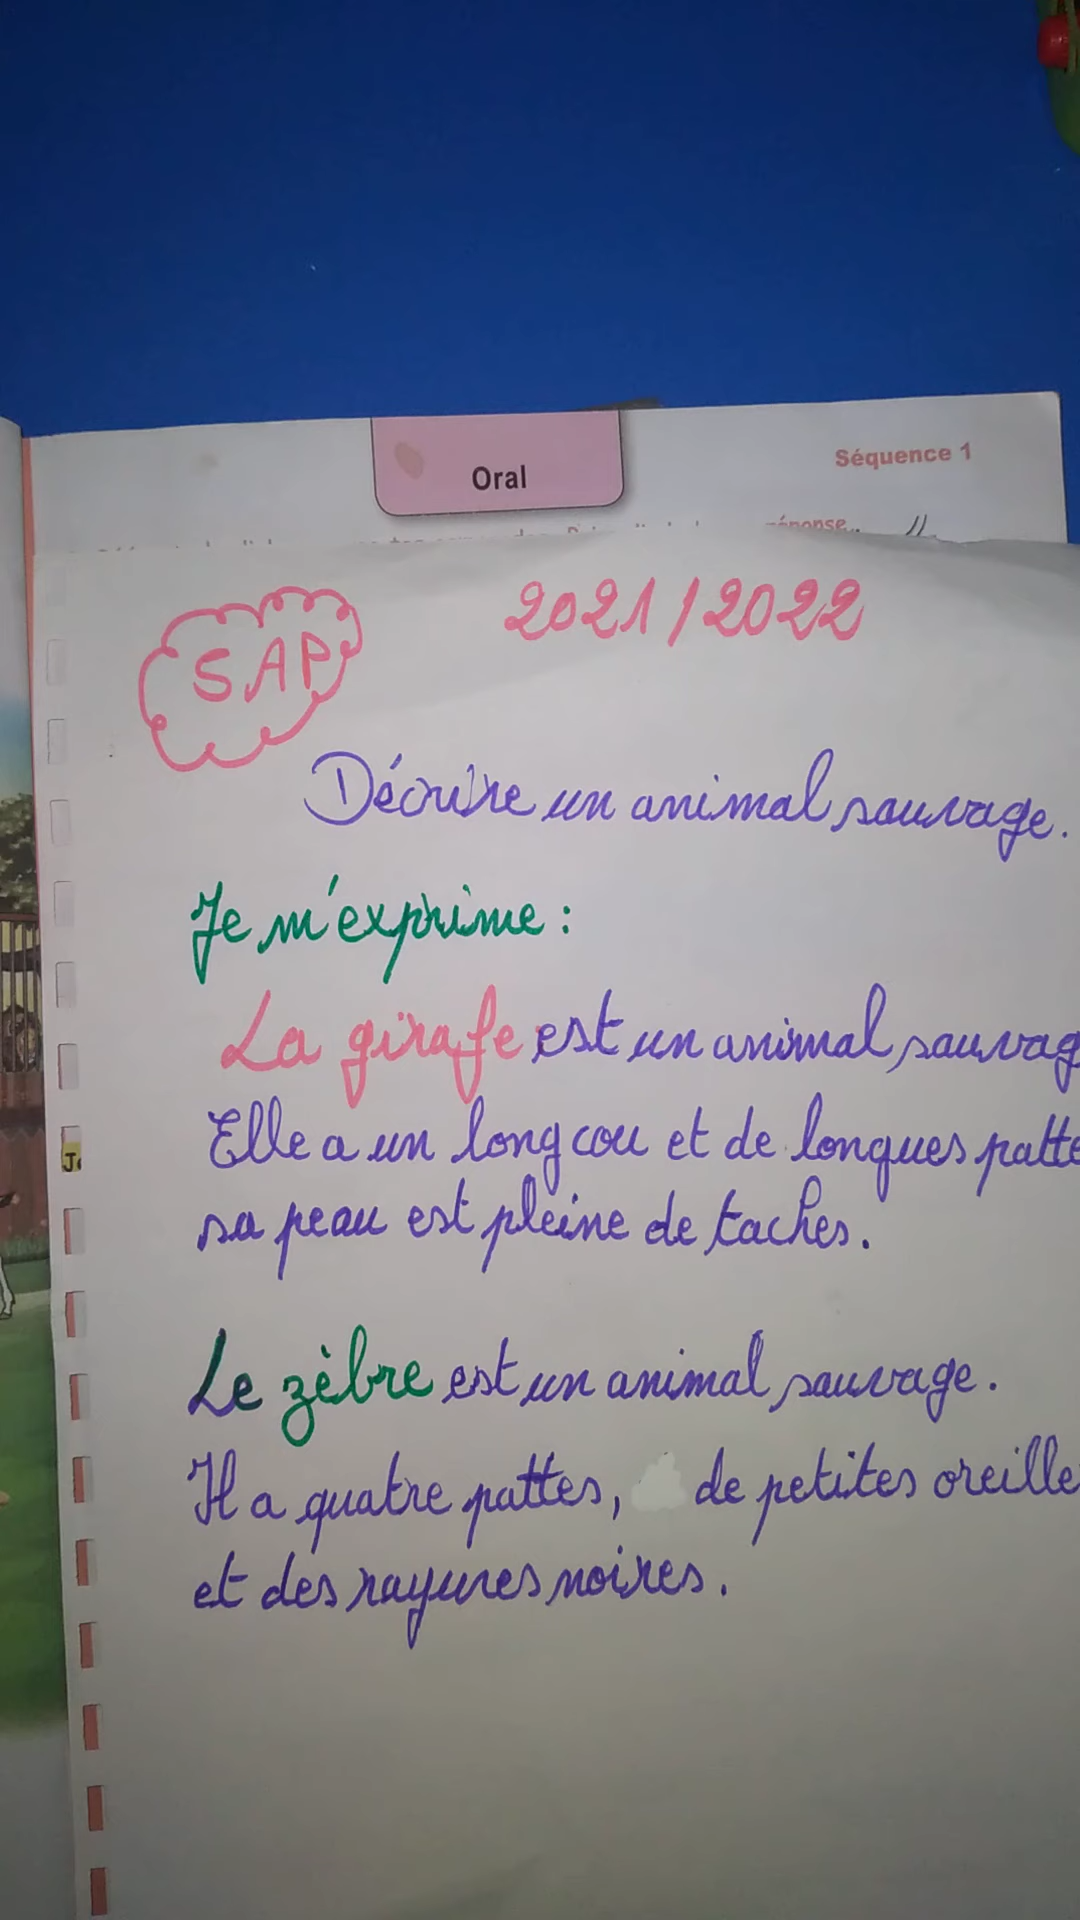 Oral
Séquence 1
SAP
2021/2022
Décrire un animal sauvage.
Je m'exprime :
La girafe est un animal sauvag
Elle a un long cou et de longues patte
sa peau est pleine de taches.
Le zèbre est un animal sauvage.
Il a quatre pattes, de petites oreille
et des rayures noires.